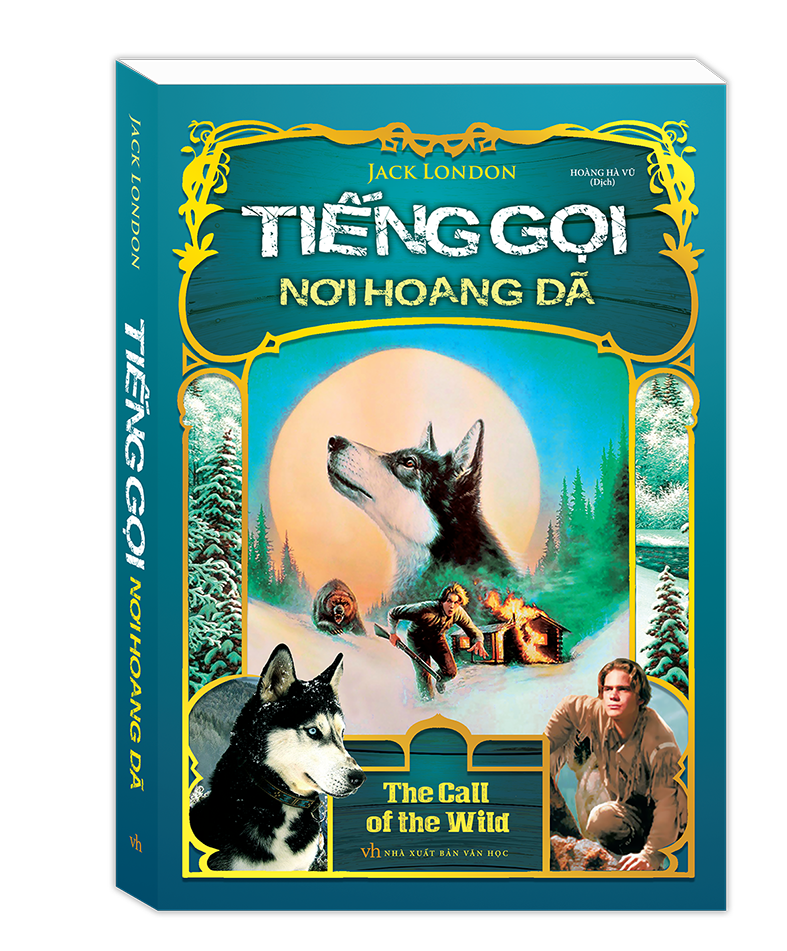 JACK LONDON
HOÀNG HÀ VŨ
(Dịch)
TIẾNG GỌI
NƠI HOANG DÃ
The Call
of the Wild
vh NHÀ XUẤT BẢN VĂN HỌC
JACK LONDON
TIẾNG GỌI NƠI HOANG DÃ
vh